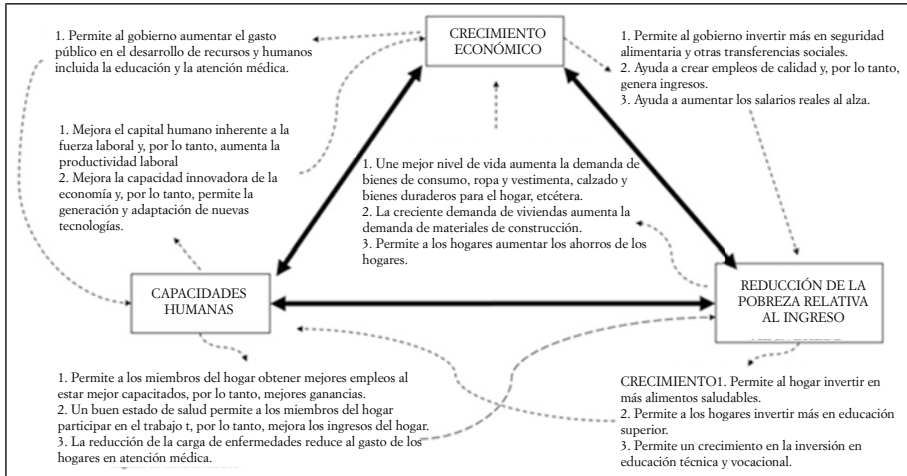 CRECIMIENTO
ECONÓMICO
1. Permite al gobierno aumentar el gasto
público en el desarrollo de recursos y humanos
incluida la educación y la atención médica.
1. Permite al gobierno invertir más en seguridad
alimentaria y otras transferencias sociales.
2. Ayuda a crear empleos de calidad y, por lo tanto,
genera ingresos.
3. Ayuda a aumentar los salarios reales al alza.
1. Mejora el capital humano inherente a la
fuerza laboral y, por lo tanto, aumenta la
productividad laboral
2. Mejora la capacidad innovadora de la
economía y, por lo tanto, permite la
generación y adaptación de nuevas
tecnologías.
1. Une mejor nivel de vida aumenta la demanda de
bienes de consumo, ropa y vestimenta, calzado y
bienes duraderos para el hogar, etcétera.
2. La creciente demanda de viviendas aumenta la
demanda de materiales de construcción.
3. Permite a los hogares aumentar los ahorros de los
hogares.
CAPACIDADES
HUMANAS
REDUCCIÓN DE LA
POBREZA RELATIVA
AL INGRESO
1. Permite a los miembros del hogar obtener mejores empleos al
estar mejor capacitados, por lo tanto, mejores ganancias.
2. Un buen estado de salud permite a los miembros del hogar
participar en el trabajo t, por lo tanto, mejora los ingresos del hogar.
3. La reducción de la carga de enfermedades reduce al gasto de los
hogares en atención médica.
CRECIMIENTO1. Permite al hogar invertir en
más alimentos saludables.
2. Permite a los hogares invertir más en educación
superior.
3. Permite un crecimiento en la inversión en
educación técnica y vocacional.